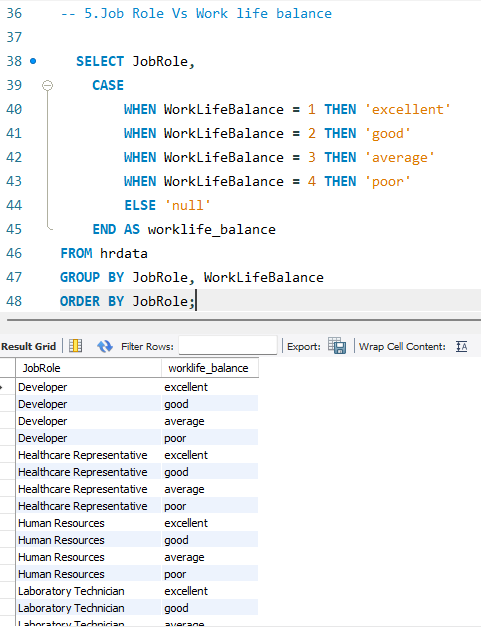 36 -- 5.Job Role Vs Work life balance
37
38 SELECT JobRole,
39 CASE
40 WHEN WorkLifeBalance = 1 THEN 'excellent'
41 WHEN WorkLifeBalance = 2 THEN 'good'
42 WHEN WorkLifeBalance = 3 THEN 'average'
43 WHEN WorkLifeBalance = 4 THEN 'poor'
44 ELSE 'null'
45 END AS worklife_balance
46 FROM hrdata
47 GROUP BY JobRole, WorkLifeBalance
48 ORDER BY JobRole;
Result Grid Filter Rows: Export: Wrap Cell Content: IA
JobRole worklife_balance
Developer excellent
Developer good
Developer average
Developer poor
Healthcare Representative excellent
Healthcare Representative good
Healthcare Representative average
Healthcare Representative poor
Human Resources excellent
Human Resources good
Human Resources average
Human Resources poor
Laboratory Technician excellent
Laboratory Technician good
Laboratory Technician average